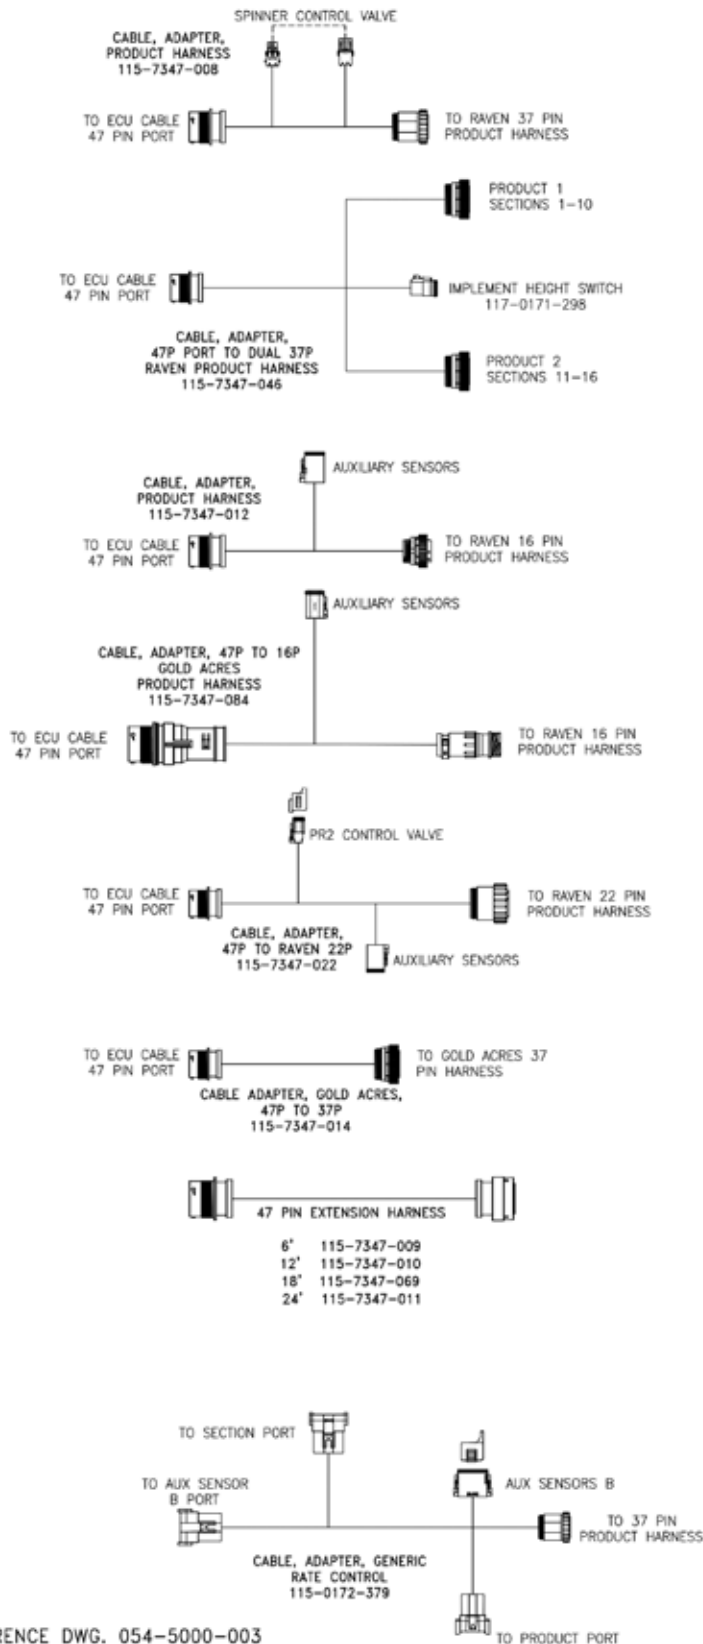 SPINNER CONTROL VALVE
CABLE, ADAPTER,
PRODUCT HARNESS
115-7347-008
TO ECU CABLE
47 PIN PORT
TO RAVEN 37 PIN
PRODUCT HARNESS
PRODUCT 1
SECTIONS 1-10
TO ECU CABLE
47 PIN PORT
IMPLEMENT HEIGHT SWITCH
117-0171-298
CABLE, ADAPTER,
47P PORT TO DUAL 37P
RAVEN PRODUCT HARNESS
115-7347-046
PRODUCT 2
SECTIONS 11-16
AUXILIARY SENSORS
CABLE, ADAPTER,
PRODUCT HARNESS
115-7347-012
TO ECU CABLE
47 PIN PORT
TO RAVEN 16 PIN
PRODUCT HARNESS
AUXILIARY SENSORS
CABLE, ADAPTER, 47P TO 16P
GOLD ACRES
PRODUCT HARNESS
115-7347-084
TO ECU CABLE
47 PIN PORT
TO RAVEN 16 PIN
PRODUCT HARNESS
PR2 CONTROL VALVE
TO ECU CABLE
47 PIN PORT
TO RAVEN 22 PIN
PRODUCT HARNESS
CABLE, ADAPTER,
47P TO RAVEN 22P
115-7347-022
AUXILIARY SENSORS
TO ECU CABLE
47 PIN PORT
TO GOLD ACRES 37
PIN HARNESS
CABLE ADAPTER, GOLD ACRES,
47P TO 37P
115-7347-014
47 PIN EXTENSION HARNESS
6' 115-7347-009
12' 115-7347-010
18' 115-7347-069
24' 115-7347-011
TO SECTION PORT
TO AUX SENSOR
B PORT
AUX SENSORS B
TO 37 PIN
PRODUCT HARNESS
CABLE, ADAPTER, GENERIC
RATE CONTROL
115-0172-379
RENCE DWG. 054-5000-003
TO PRODUCT PORT